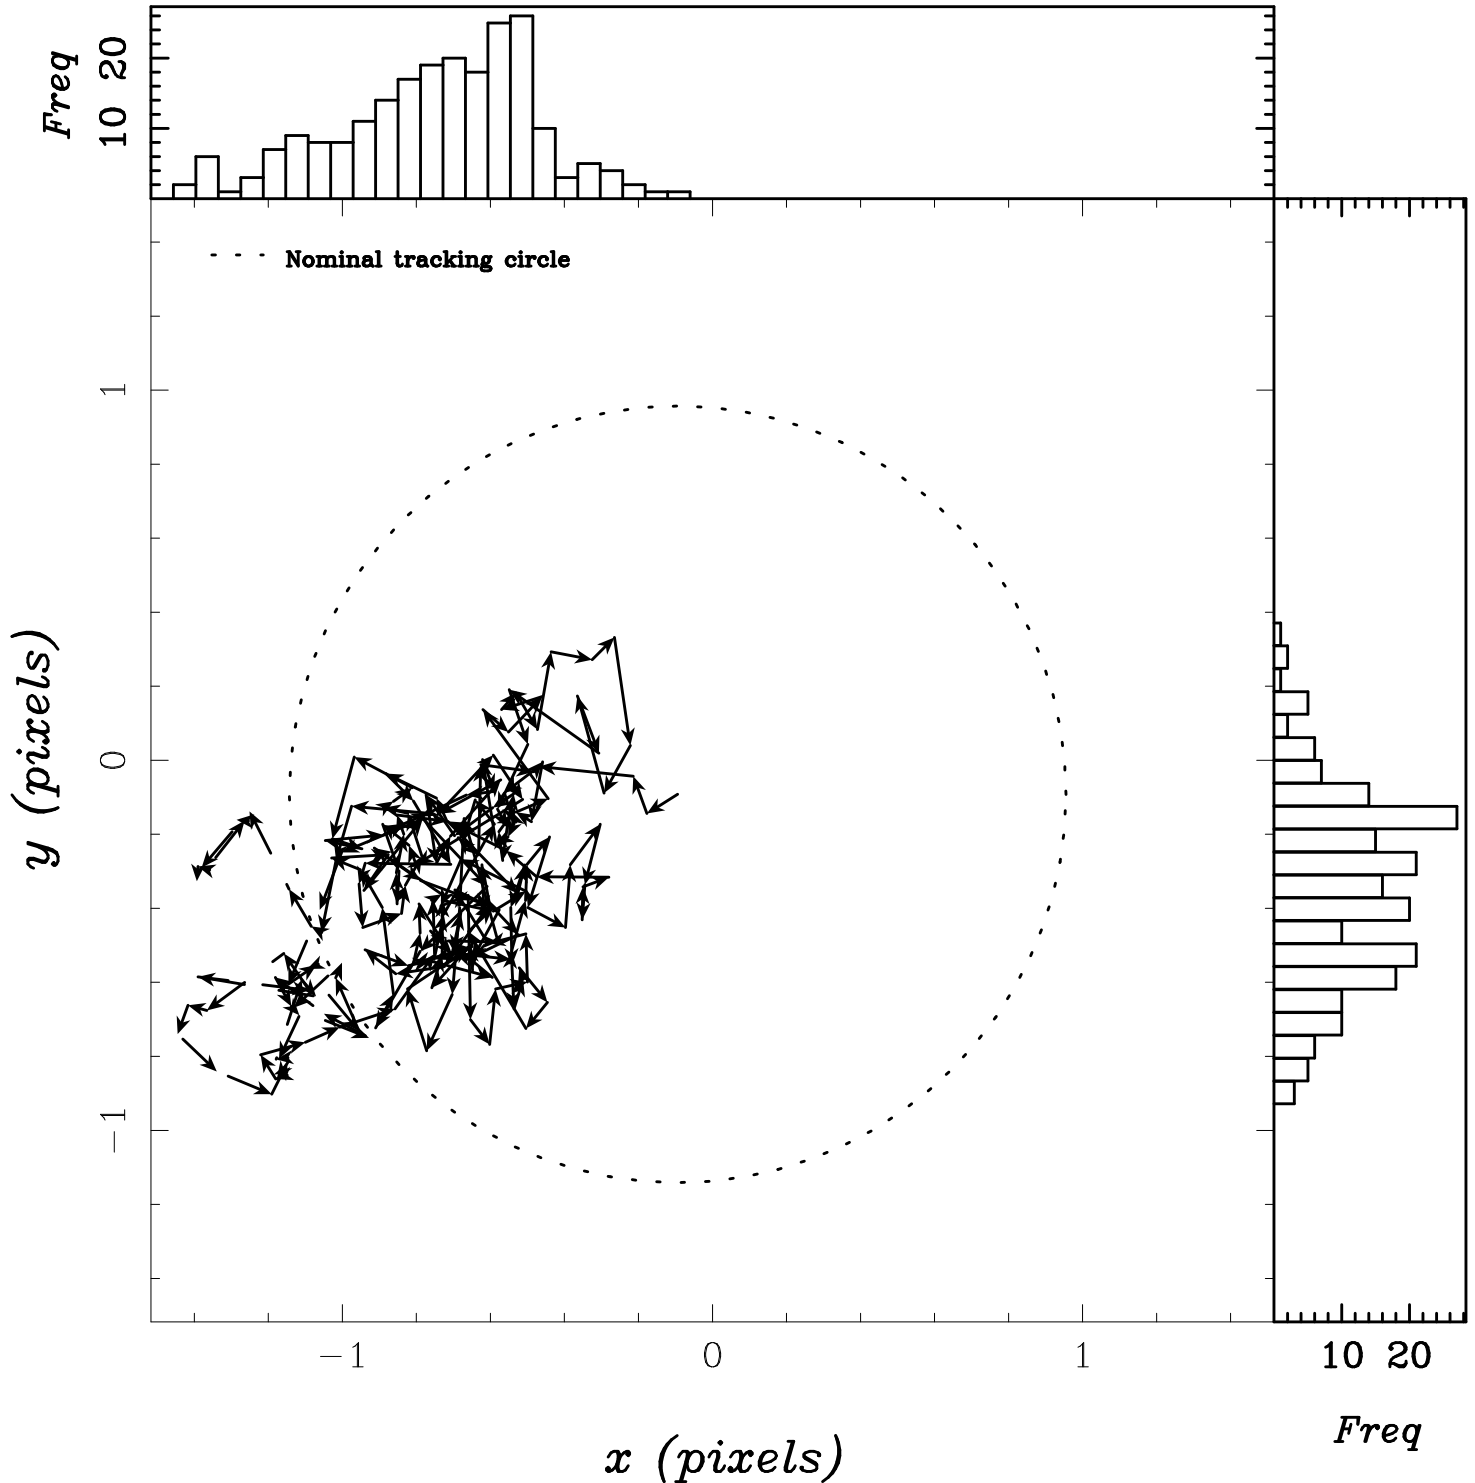 Freq
20
10
Nominal tracking circle
1
0
−1
y (pixels)
−1 0 1
10 20
Freq
x (pixels)